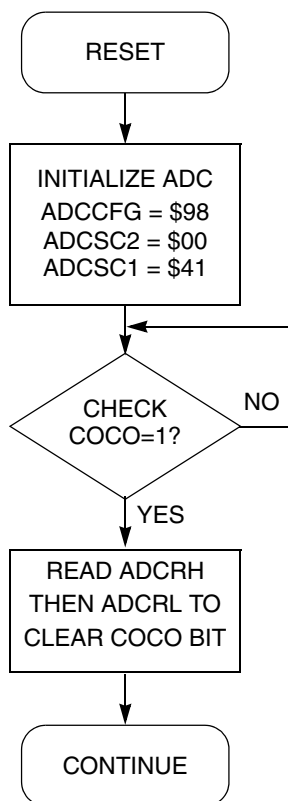 RESET
INITIALIZE ADC
ADCCFG = $98
ADCSC2 = $00
ADCSC1 = $41
CHECK
COCO=1?
NO
YES
READ ADCRH
THEN ADCRL TO
CLEAR COCO BIT
CONTINUE